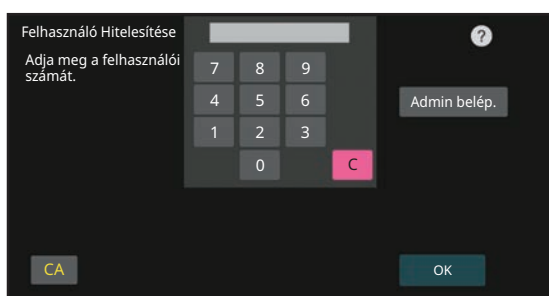 Felhasználó Hitelesítése
?
Adja meg a felhasználói
számát.
7 8 9
4 5 6
Admin belép.
1 2 3
0 C
CA
OK